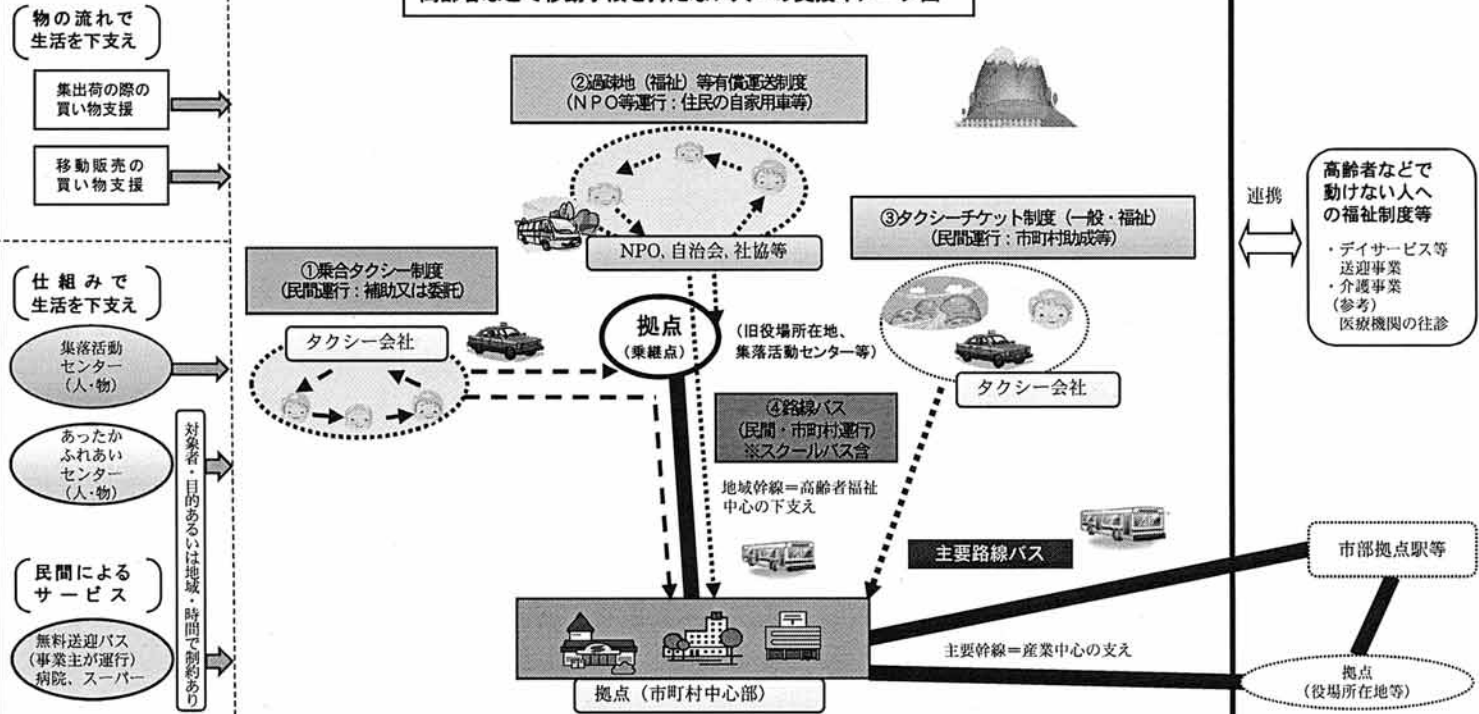 物の流れで
生活を下支え
集出荷の際の
買い物支援
移動販売の
買い物支援
仕組みで
生活を下支え
集落活動
センター
(人・物)
あったか
ふれあい
センター
(人・物)
民間による
サービス
無料送迎バス
(事業主が運行)
病院、スーパー
対象者・目的あるいは地域・時間で制約あり
②過疎地(福祉)等有償運送制度
(NPO等運行:住民の自家用車等)
NPO, 自治会, 社協等
①乗合タクシー制度
(民間運行:補助又は委託)
タクシー会社
拠点
(乗継点)
(旧役場所在地、
集落活動センター等)
③タクシーチケット制度(一般・福祉)
(民間運行:市町村助成等)
タクシー会社
④路線バス
(民間・市町村運行)
※スクールバス含
地域幹線=高齢者福祉
中心の下支え
主要路線バス
主要幹線=産業中心の支え
拠点(市町村中心部)
連携
高齢者などで
動けない人へ
の福祉制度等
・デイサービス等
送迎事業
・介護事業
(参考)
医療機関の往診
市部拠点駅等
拠点
(役場所在地等)